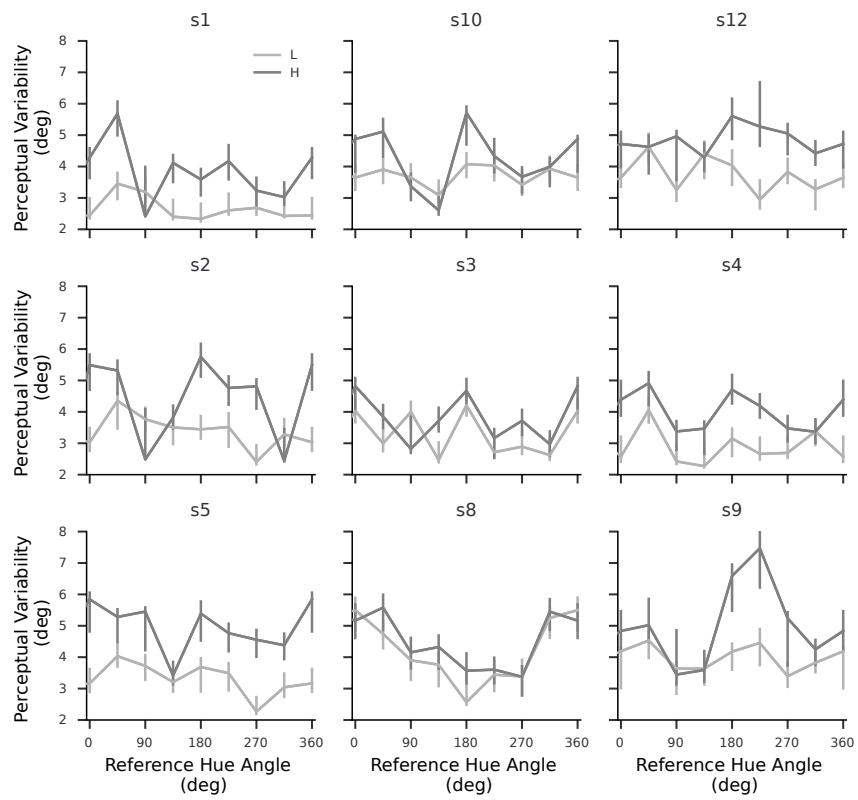 s1
s10
s12
8
7
6
5
4
3
2
Perceptual Variability
(deg)
L
H
s2
s3
s4
8
7
6
5
4
3
2
Perceptual Variability
(deg)
s5
s8
s9
8
7
6
5
4
3
2
Perceptual Variability
(deg)
0 90 180 270 360
0 90 180 270 360
0 90 180 270 360
Reference Hue Angle
(deg)
Reference Hue Angle
(deg)
Reference Hue Angle
(deg)